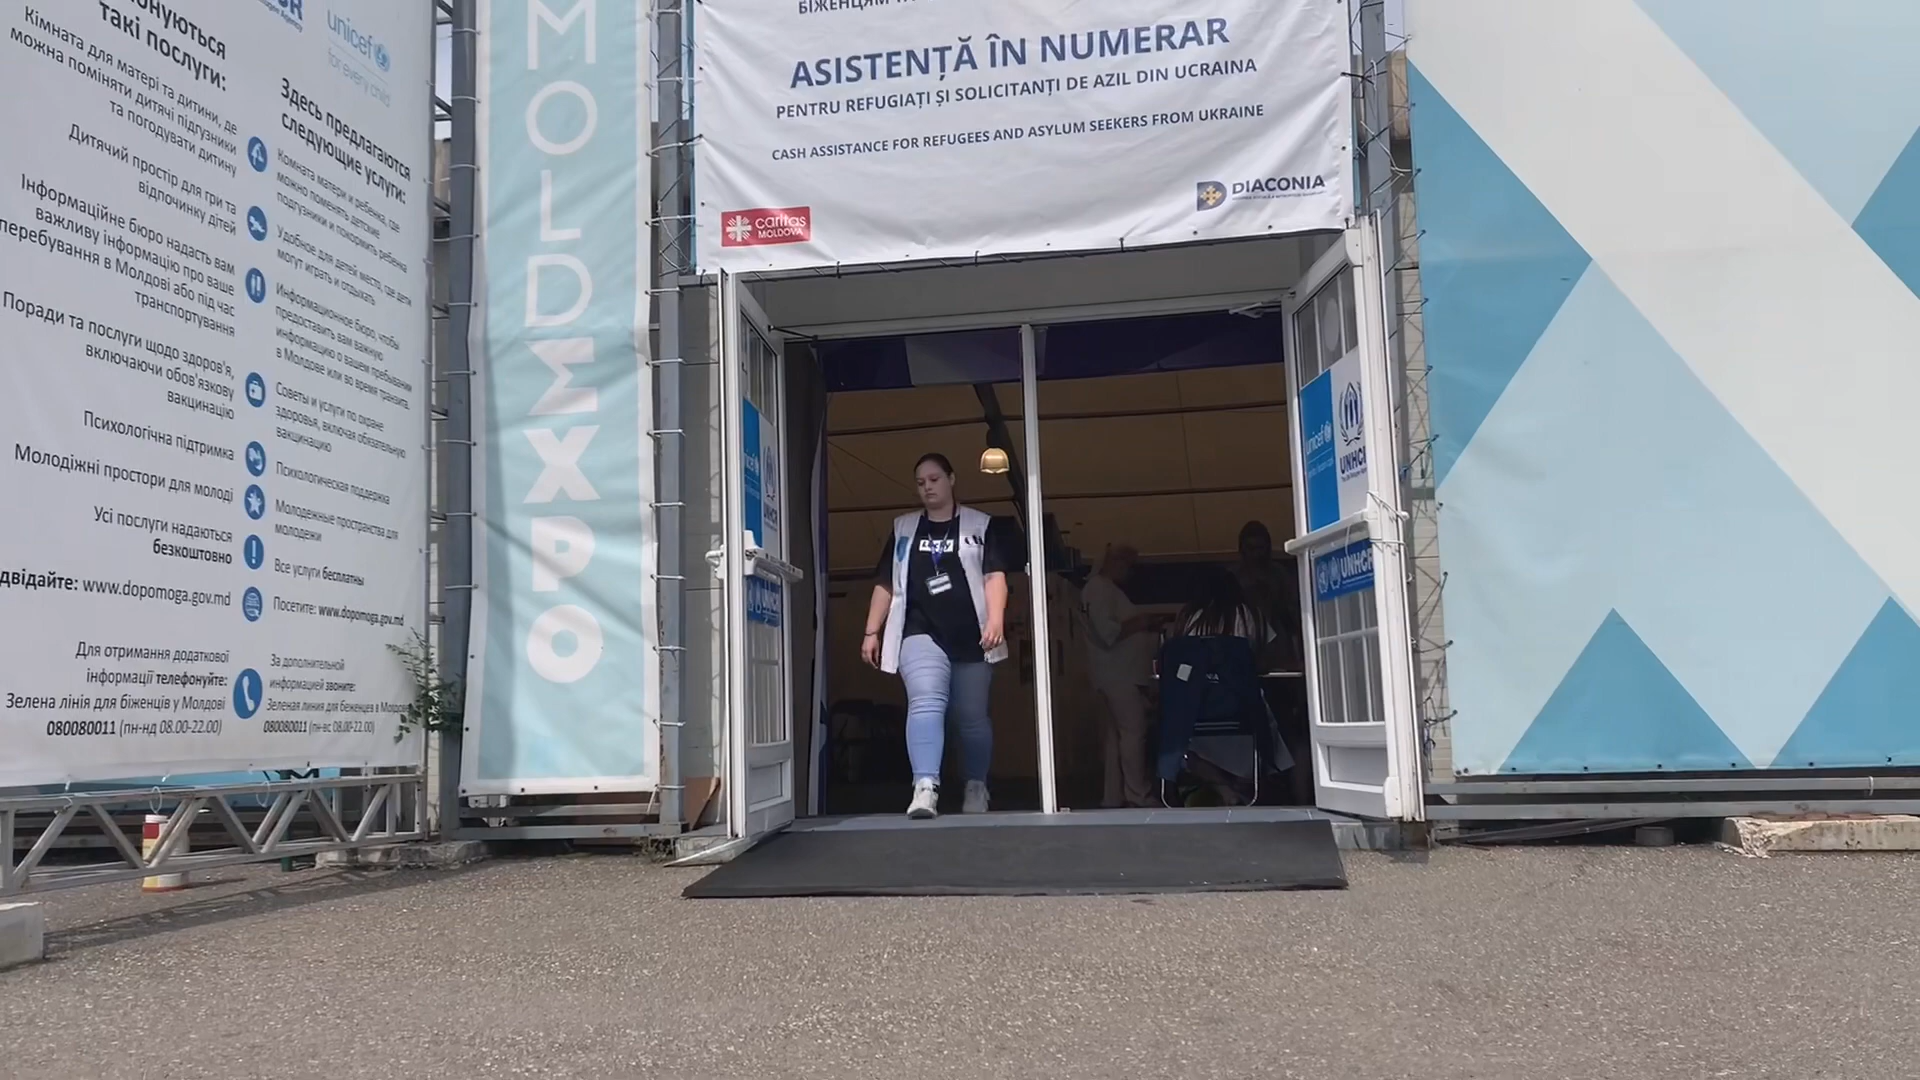 понуються
такі послуги:
Кімната для матері та дитини, де
можна поміняти дитячі підгузники
та погодувати дитину
Дитячий простір для гри та
відпочинку дітей
Інформаційне бюро надасть вам
важливу інформацію про ваше
перебування в Молдові або під час
транспортування
Поради та послуги щодо здоров'я,
включаючи обов'язкову
вакцинацію
Психологічна підтримка
Молодіжні простори для молоді
Усі послуги надаються
безкоштовно
двідайте: www.dopomoga.gov.md
Для отримання додаткової
інформації телефонуйте:
Зелена лінія для біженців у Молдові
080080011 (пн-нд 08.00-22.00)
unicef
for every child
Здесь предлагаются
следующие услуги:
Комната матери и ребенка, где
можно поменять детские
подгузники и покормить ребенка
Удобное для детей место, где дети
могут играть и отдыхать
Информационное бюро, чтобы
предоставить вам важную
информацию о вашем пребывании
в Молдове или во время транзита.
Советы и услуги по охране
здоровья, включая обязательную
вакцинацию
Психологическая поддержка
Молодежные пространства для
молодежи
Все услуги бесплатны
Посетите: www.dopomoga.gov.md
За дополнительной
информацией звоните:
Зеленая линия для беженцев в Молдове
080080011 (пн-вс 08.00-22.00)
MOLDEXPO
ASISTENȚĂ ÎN NUMERAR
PENTRU REFUGIAȚI ȘI SOLICITANȚI DE AZIL DIN UCRAINA
CASH ASSISTANCE FOR REFUGEES AND ASYLUM SEEKERS FROM UKRAINE
caritas
MOLDOVA
DIACONIA
unicef
UNHCR
UNHCR
unicef
UNHCR
UNHCR